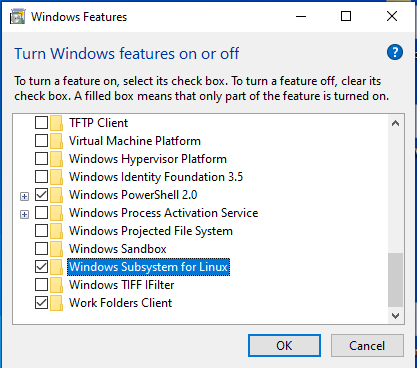 Windows Features
Turn Windows features on or off
To turn a feature on, select its check box. To turn a feature off, clear its
check box. A filled box means that only part of the feature is turned on.
TFTP Client
Virtual Machine Platform
Windows Hypervisor Platform
Windows Identity Foundation 3.5
Windows PowerShell 2.0
Windows Process Activation Service
Windows Projected File System
Windows Sandbox
Windows Subsystem for Linux
Windows TIFF IFilter
Work Folders Client
OK Cancel